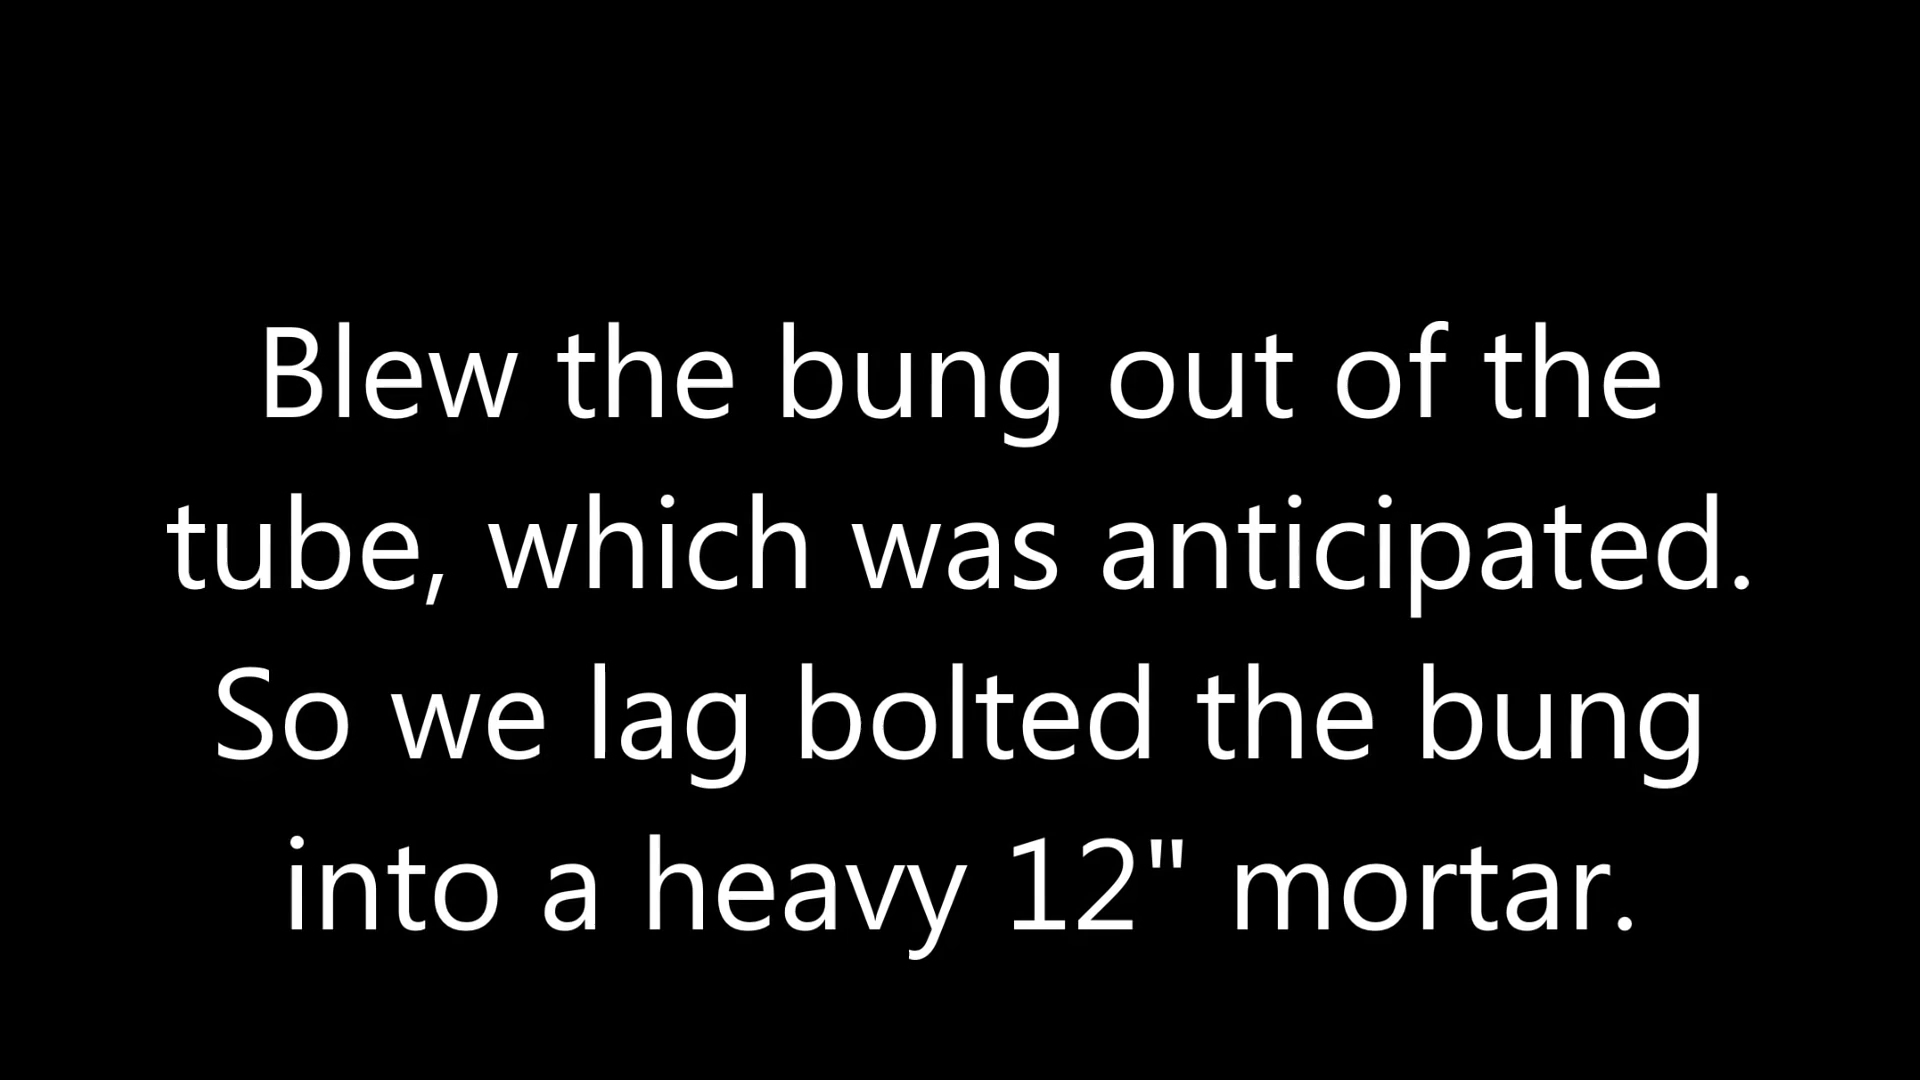 Blew the bung out of the
tube, which was anticipated.
So we lag bolted the bung
into a heavy 12" mortar.